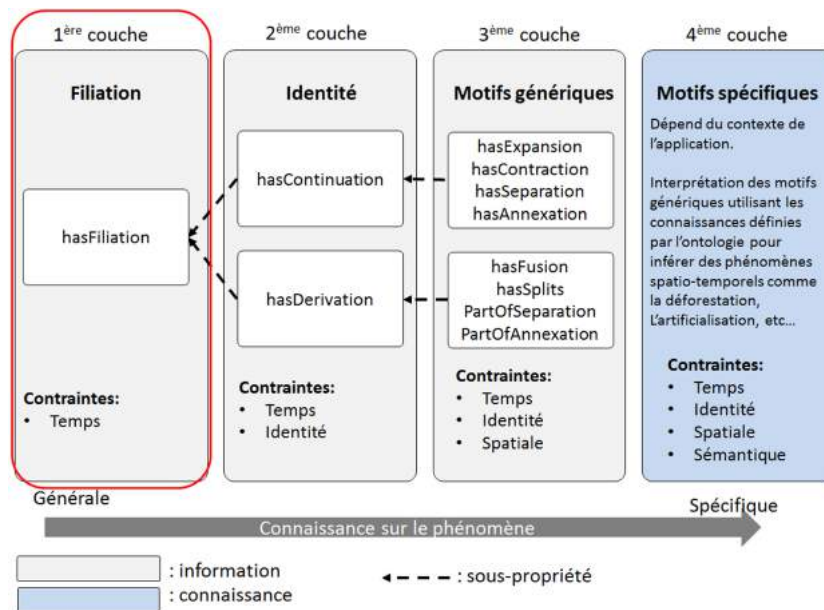 1ère couche
2ème couche
3ème couche
4ème couche
Filiation
hasFiliation
Contraintes:
• Temps
Identité
hasContinuation
hasDerivation
Contraintes:
• Temps
• Identité
Motifs génériques
hasExpansion
hasContraction
hasSeparation
hasAnnexation
hasFusion
hasSplits
PartOfSeparation
PartOfAnnexation
Contraintes:
• Temps
• Identité
• Spatiale
Motifs spécifiques
Dépend du contexte de
l'application.
Interprétation des motifs
génériques utilisant les
connaissances définies
par l'ontologie pour
inférer des phénomènes
spatio-temporels comme
la déforestation,
L'artificialisation, etc...
Contraintes:
• Temps
• Identité
• Spatiale
• Sémantique
Générale
Spécifique
Connaissance sur le phénomène
: information
: connaissance
: sous-propriété